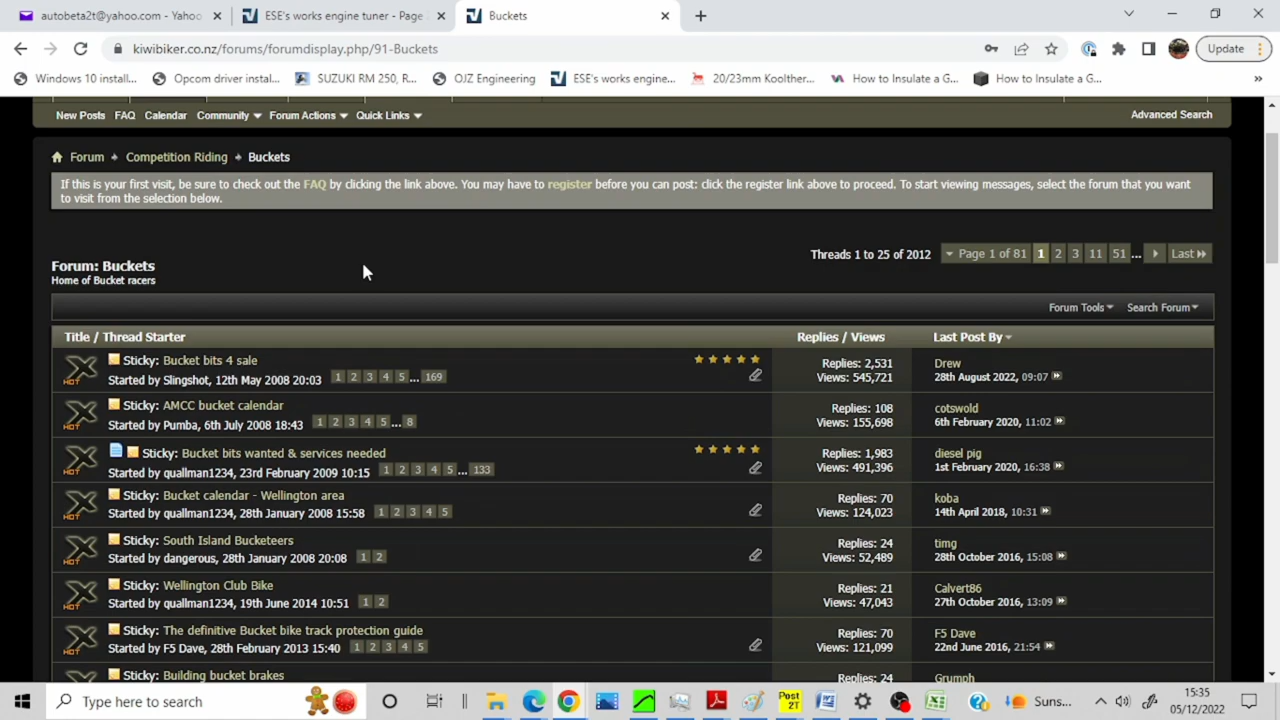 autobeta2t@yahoo.com - Yahoo
ESE's works engine tuner - Page
Buckets
kiwibiker.co.nz/forums/forumdisplay.php/91-Buckets
Update
Windows 10 install...
Opcom driver instal...
SUZUKI RM 250, R...
OJZ Engineering
ESE's works engine...
20/23mm Koolther...
How to Insulate a G...
How to Insulate a G...
New Posts FAQ Calendar Community Forum Actions Quick Links Advanced Search
Forum Competition Riding Buckets
If this is your first visit, be sure to check out the FAQ by clicking the link above. You may have to register before you can post: click the register link above to proceed. To start viewing messages, select the forum that you want
to visit from the selection below.
Threads 1 to 25 of 2012 Page 1 of 81 1 2 3 11 51 ... Last
Forum: Buckets
Home of Bucket racers
Forum Tools Search Forum
Title / Thread Starter Replies / Views Last Post By
Sticky: Bucket bits 4 sale Replies: 2,531 Drew
HOT Started by Slingshot, 12th May 2008 20:03 1 2 3 4 5 ... 169 Views: 545,721 28th August 2022, 09:07
Sticky: AMCC bucket calendar Replies: 108 cotswold
HOT Started by Pumba, 6th July 2008 18:43 1 2 3 4 5 ... 8 Views: 155,698 6th February 2020, 11:02
Sticky: Bucket bits wanted & services needed Replies: 1,983 diesel pig
HOT Started by quallman1234, 23rd February 2009 10:15 1 2 3 4 5 ... 133 Views: 491,396 1st February 2020, 16:38
Sticky: Bucket calendar - Wellington area Replies: 70 koba
HOT Started by quallman1234, 28th January 2008 15:58 1 2 3 4 5 Views: 124,023 14th April 2018, 10:31
Sticky: South Island Bucketeers Replies: 24 timg
HOT Started by dangerous, 28th January 2008 20:08 1 2 Views: 52,489 28th October 2016, 15:08
Sticky: Wellington Club Bike Replies: 21 Calvert86
HOT Started by quallman1234, 19th June 2014 10:51 1 2 Views: 47,043 27th October 2016, 13:09
Sticky: The definitive Bucket bike track protection guide Replies: 70 F5 Dave
HOT Started by F5 Dave, 28th February 2013 15:40 1 2 3 4 5 Views: 121,099 22nd June 2016, 21:54
Sticky: Building bucket brakes Replies: 24 Grumph
Type here to search
Post
2T
Suns...
15:35
05/12/2022